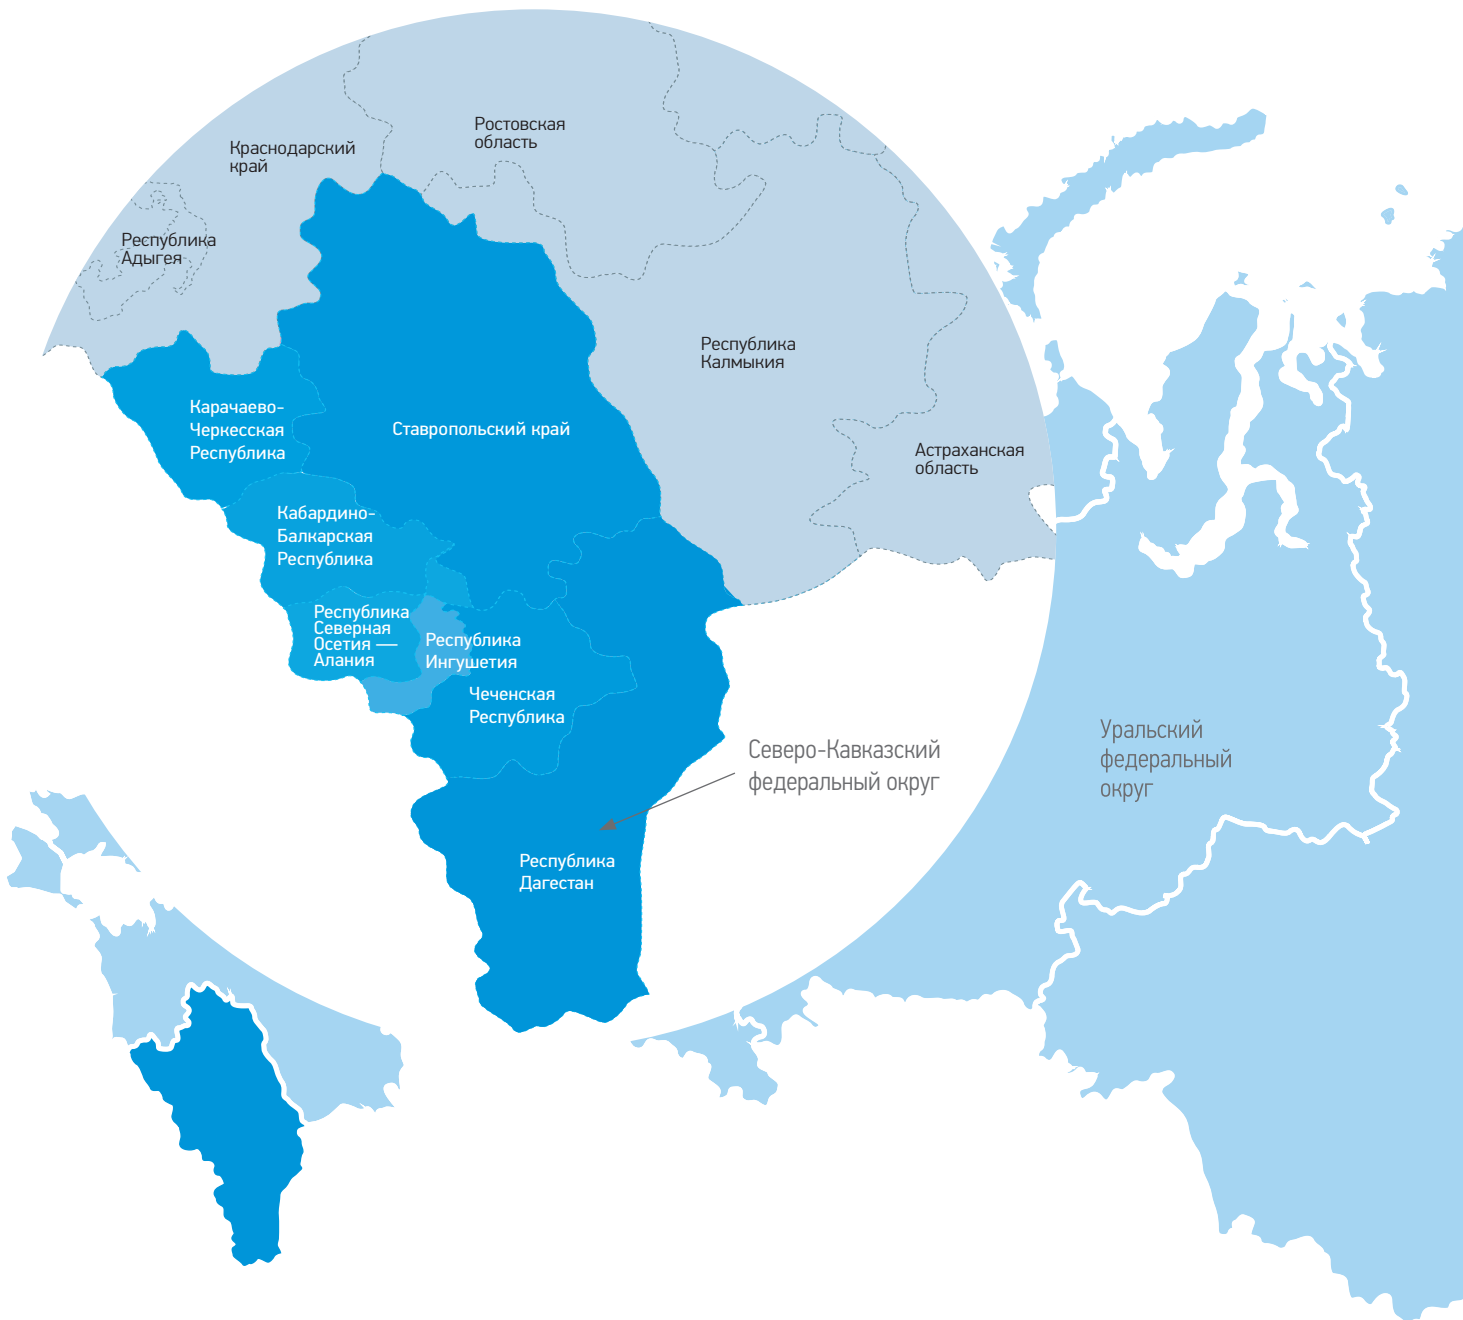 Ростовская
область
Краснодарский
край
Республика
Адыгея
Республика
Калмыкия
Карачаево-
Черкесская
Республика
Ставропольский край
Астраханская
область
Кабардино-
Балкарская
Республика
Республика
Северная
Осетия —
Алания
Республика
Ингушетия
Чеченская
Республика
Северо-Кавказский
федеральный округ
Уральский
федеральный
округ
Республика
Дагестан